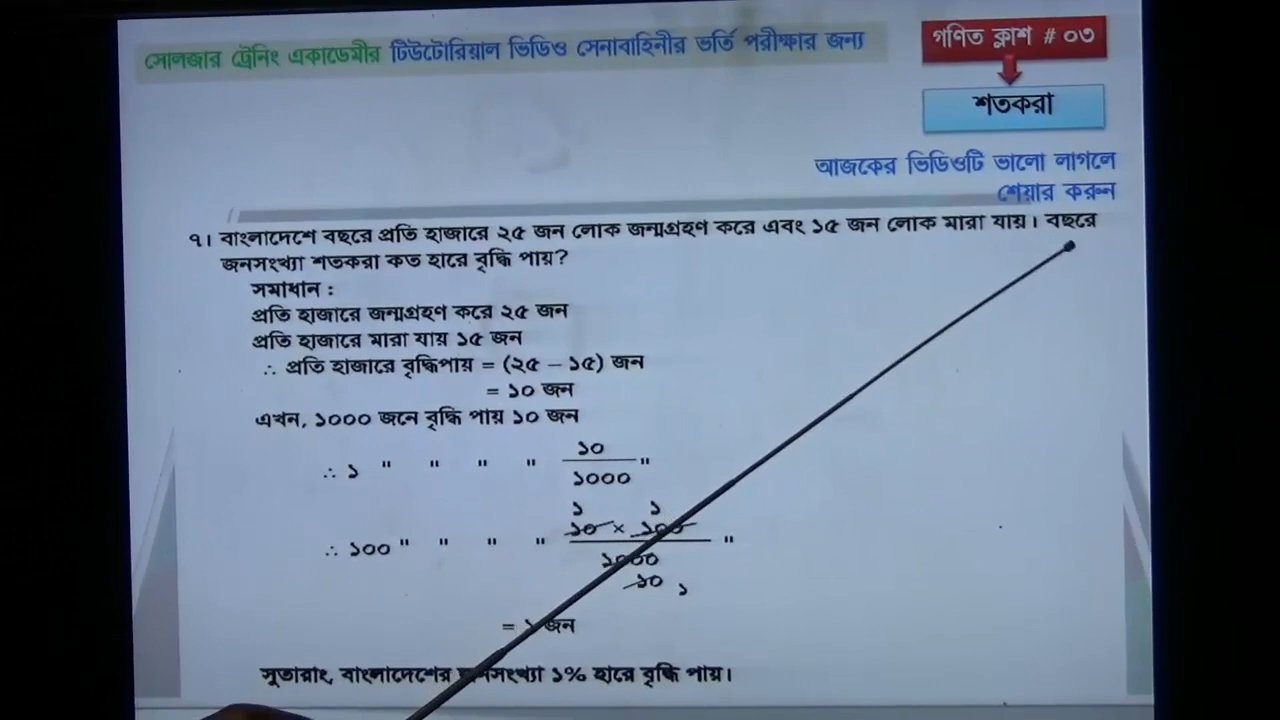 সোলজার ট্রেনিং একাডেমীর টিউটোরিয়াল ভিডিও সেনাবাহিনীর ভর্তি পরীক্ষার জন্য
গণিত ক্লাশ # ০৩
শতকরা
আজকের ভিডিওটি ভালো লাগলে
শেয়ার করুন
৭। বাংলাদেশে বছরে প্রতি হাজারে ২৫ জন লোক জন্মগ্রহণ করে এবং ১৫ জন লোক মারা যায়। বছরে
জনসংখ্যা শতকরা কত হারে বৃদ্ধি পায়?
সমাধান :
প্রতি হাজারে জন্মগ্রহণ করে ২৫ জন
প্রতি হাজারে মারা যায় ১৫ জন
∴ প্রতি হাজারে বৃদ্ধিপায় = (২৫ – ১৫) জন
= ১০ জন
এখন, ১০০০ জনে বৃদ্ধি পায় ১০ জন
১০
∴ ১ " " " " "
১০০০
১ ১
১০ × ১০০
∴ ১০০ " " " " "
১০০০
১০ ১
= ১ জন
সুতারাং, বাংলাদেশের জনসংখ্যা ১% হারে বৃদ্ধি পায়।